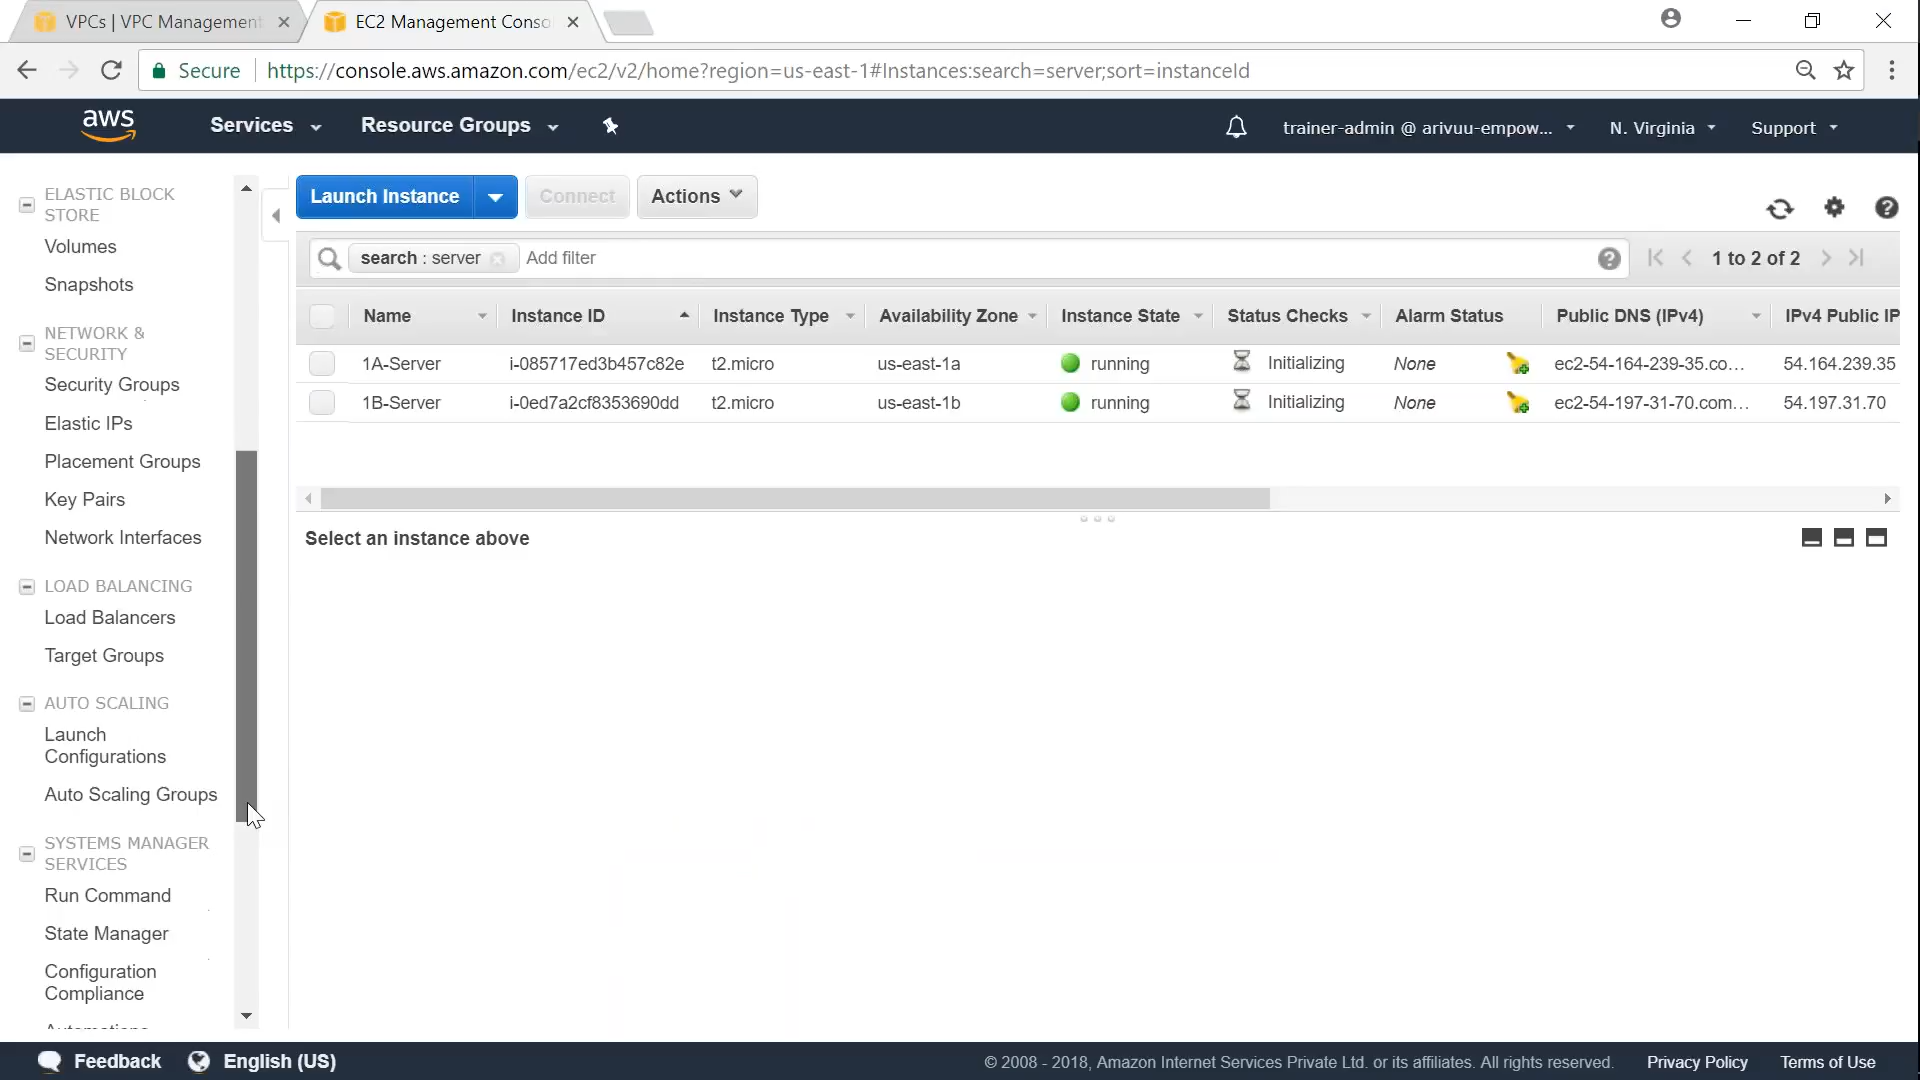 VPCs | VPC Management
EC2 Management Conso
Secure
https://console.aws.amazon.com/ec2/v2/home?region=us-east-1#Instances:search=server;sort=instanceId
aws
Services
Resource Groups
trainer-admin @ arivuu-empow...
N. Virginia
Support
ELASTIC BLOCK
STORE
Volumes
Snapshots
NETWORK &
SECURITY
Security Groups
Elastic IPs
Placement Groups
Key Pairs
Network Interfaces
LOAD BALANCING
Load Balancers
Target Groups
AUTO SCALING
Launch
Configurations
Auto Scaling Groups
SYSTEMS MANAGER
SERVICES
Run Command
State Manager
Configuration
Compliance
Launch Instance
Connect
Actions
search : server
Add filter
1 to 2 of 2
Name Instance ID Instance Type Availability Zone Instance State Status Checks Alarm Status Public DNS (IPv4) IPv4 Public IP
1A-Server i-085717ed3b457c82e t2.micro us-east-1a running Initializing None ec2-54-164-239-35.co... 54.164.239.35
1B-Server i-0ed7a2cf8353690dd t2.micro us-east-1b running Initializing None ec2-54-197-31-70.com... 54.197.31.70
Select an instance above
Feedback
English (US)
© 2008 - 2018, Amazon Internet Services Private Ltd. or its affiliates. All rights reserved.
Privacy Policy
Terms of Use